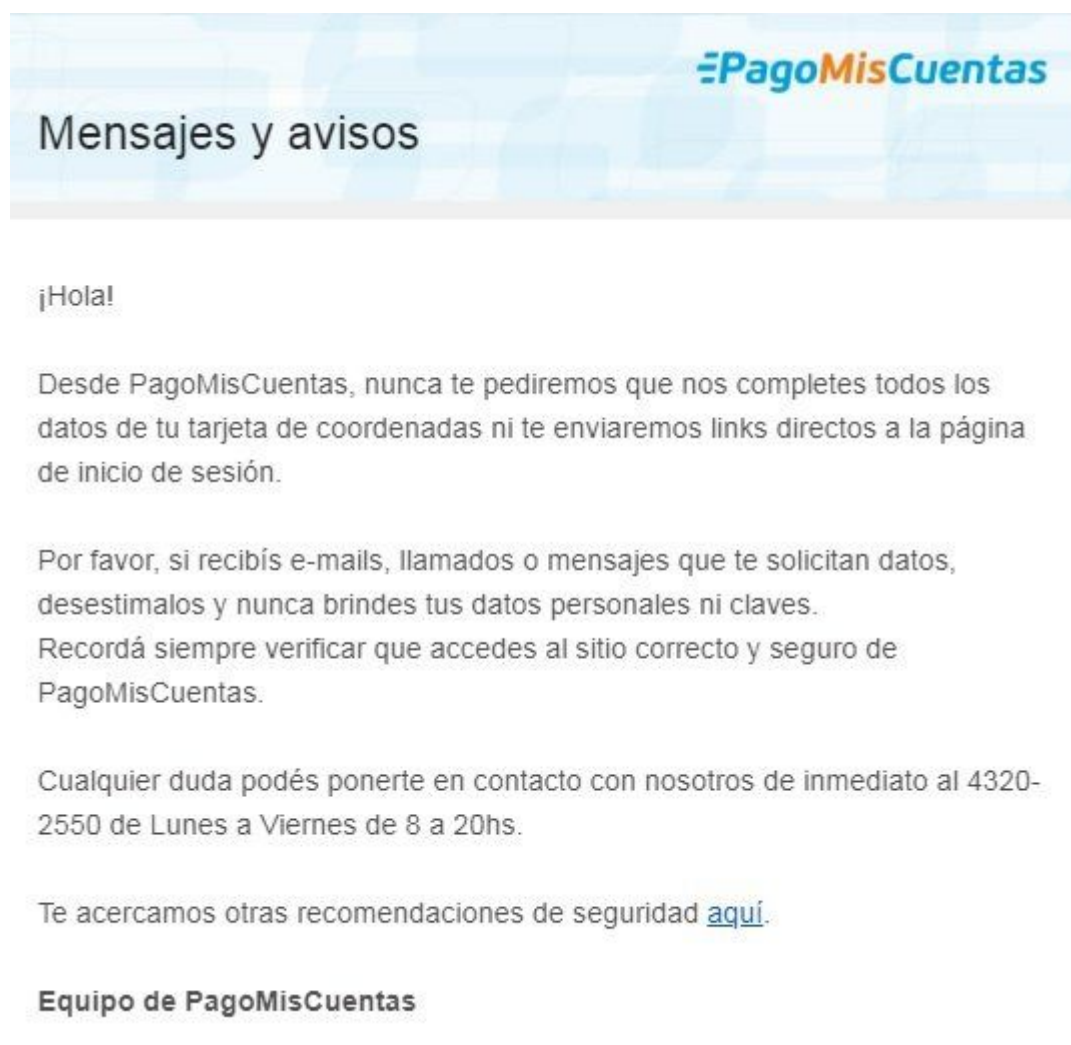 PagoMisCuentas
Mensajes y avisos
¡Hola!
Desde PagoMisCuentas, nunca te pediremos que nos completes todos los
datos de tu tarjeta de coordenadas ni te enviaremos links directos a la página
de inicio de sesión.
Por favor, si recibís e-mails, llamados o mensajes que te solicitan datos,
desestimalos y nunca brindes tus datos personales ni claves.
Recordá siempre verificar que accedes al sitio correcto y seguro de
PagoMisCuentas.
Cualquier duda podés ponerte en contacto con nosotros de inmediato al 4320-
2550 de Lunes a Viernes de 8 a 20hs.
Te acercamos otras recomendaciones de seguridad aquí.
Equipo de PagoMisCuentas